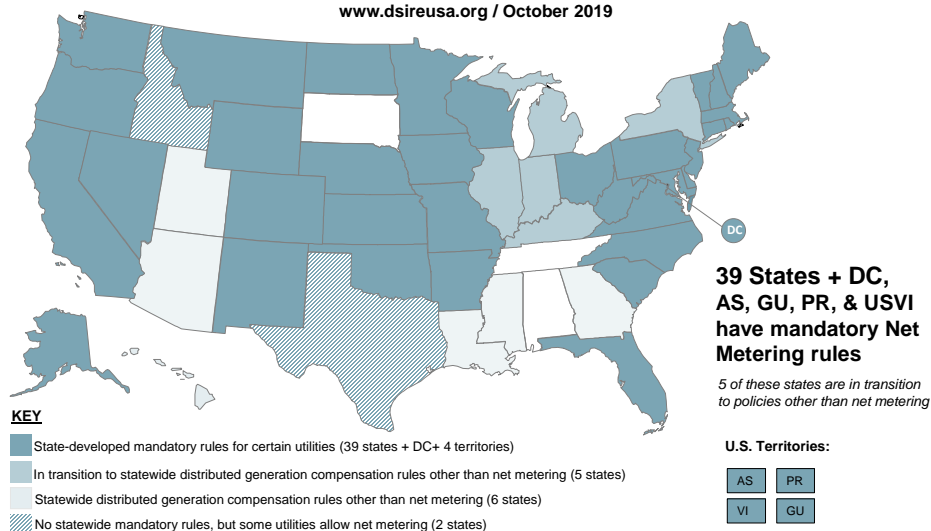 www.dsireusa.org / October 2019
DC
39 States + DC,
AS, GU, PR, & USVI
have mandatory Net
Metering rules
5 of these states are in transition
to policies other than net metering
KEY
State-developed mandatory rules for certain utilities (39 states + DC+ 4 territories)
In transition to statewide distributed generation compensation rules other than net metering (5 states)
Statewide distributed generation compensation rules other than net metering (6 states)
No statewide mandatory rules, but some utilities allow net metering (2 states)
U.S. Territories:
AS PR
VI GU